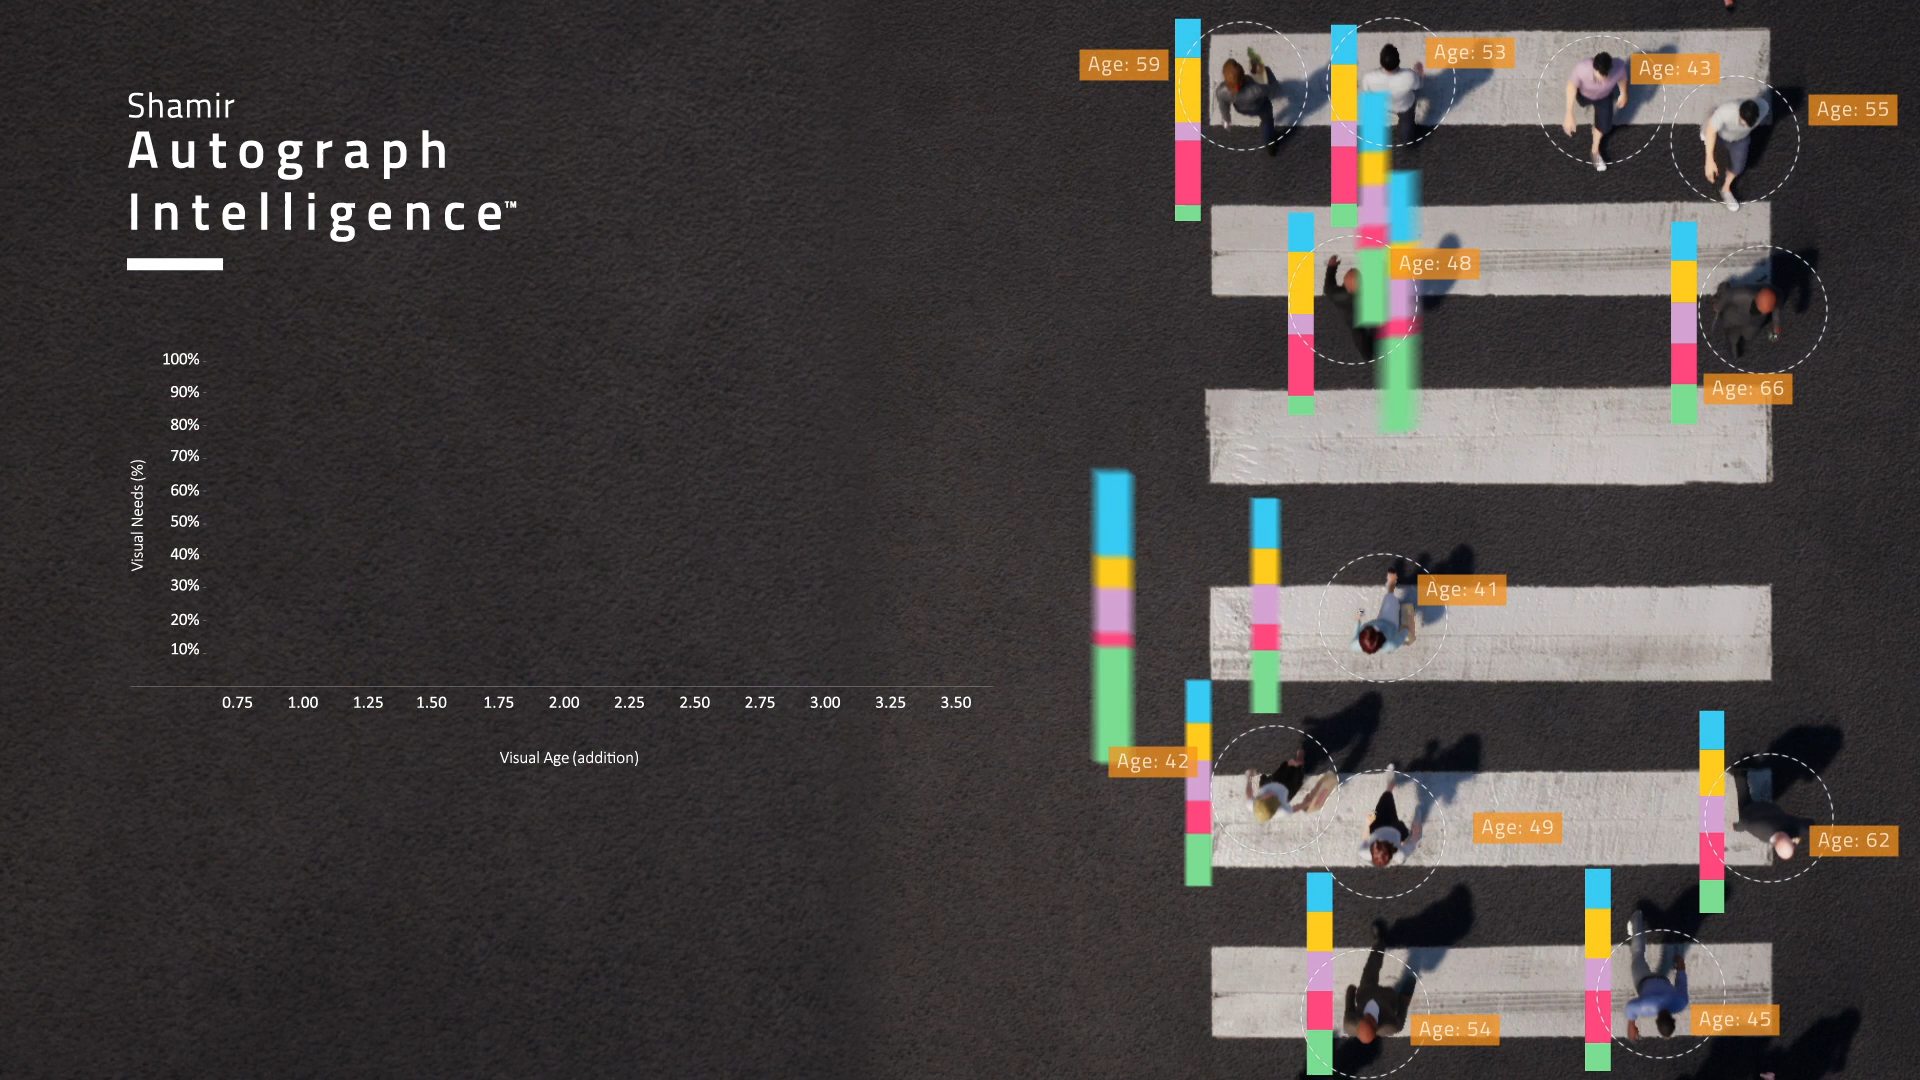 Shamir
Autograph
Intelligence™
100%
90%
80%
70%
60%
50%
40%
30%
20%
10%
Visual Needs (%)
0.75 1.00 1.25 1.50 1.75 2.00 2.25 2.50 2.75 3.00 3.25 3.50
Visual Age (addition)
Age: 59
Age: 53
Age: 43
Age: 55
Age: 48
Age: 66
Age: 41
Age: 42
Age: 49
Age: 62
Age: 54
Age: 45